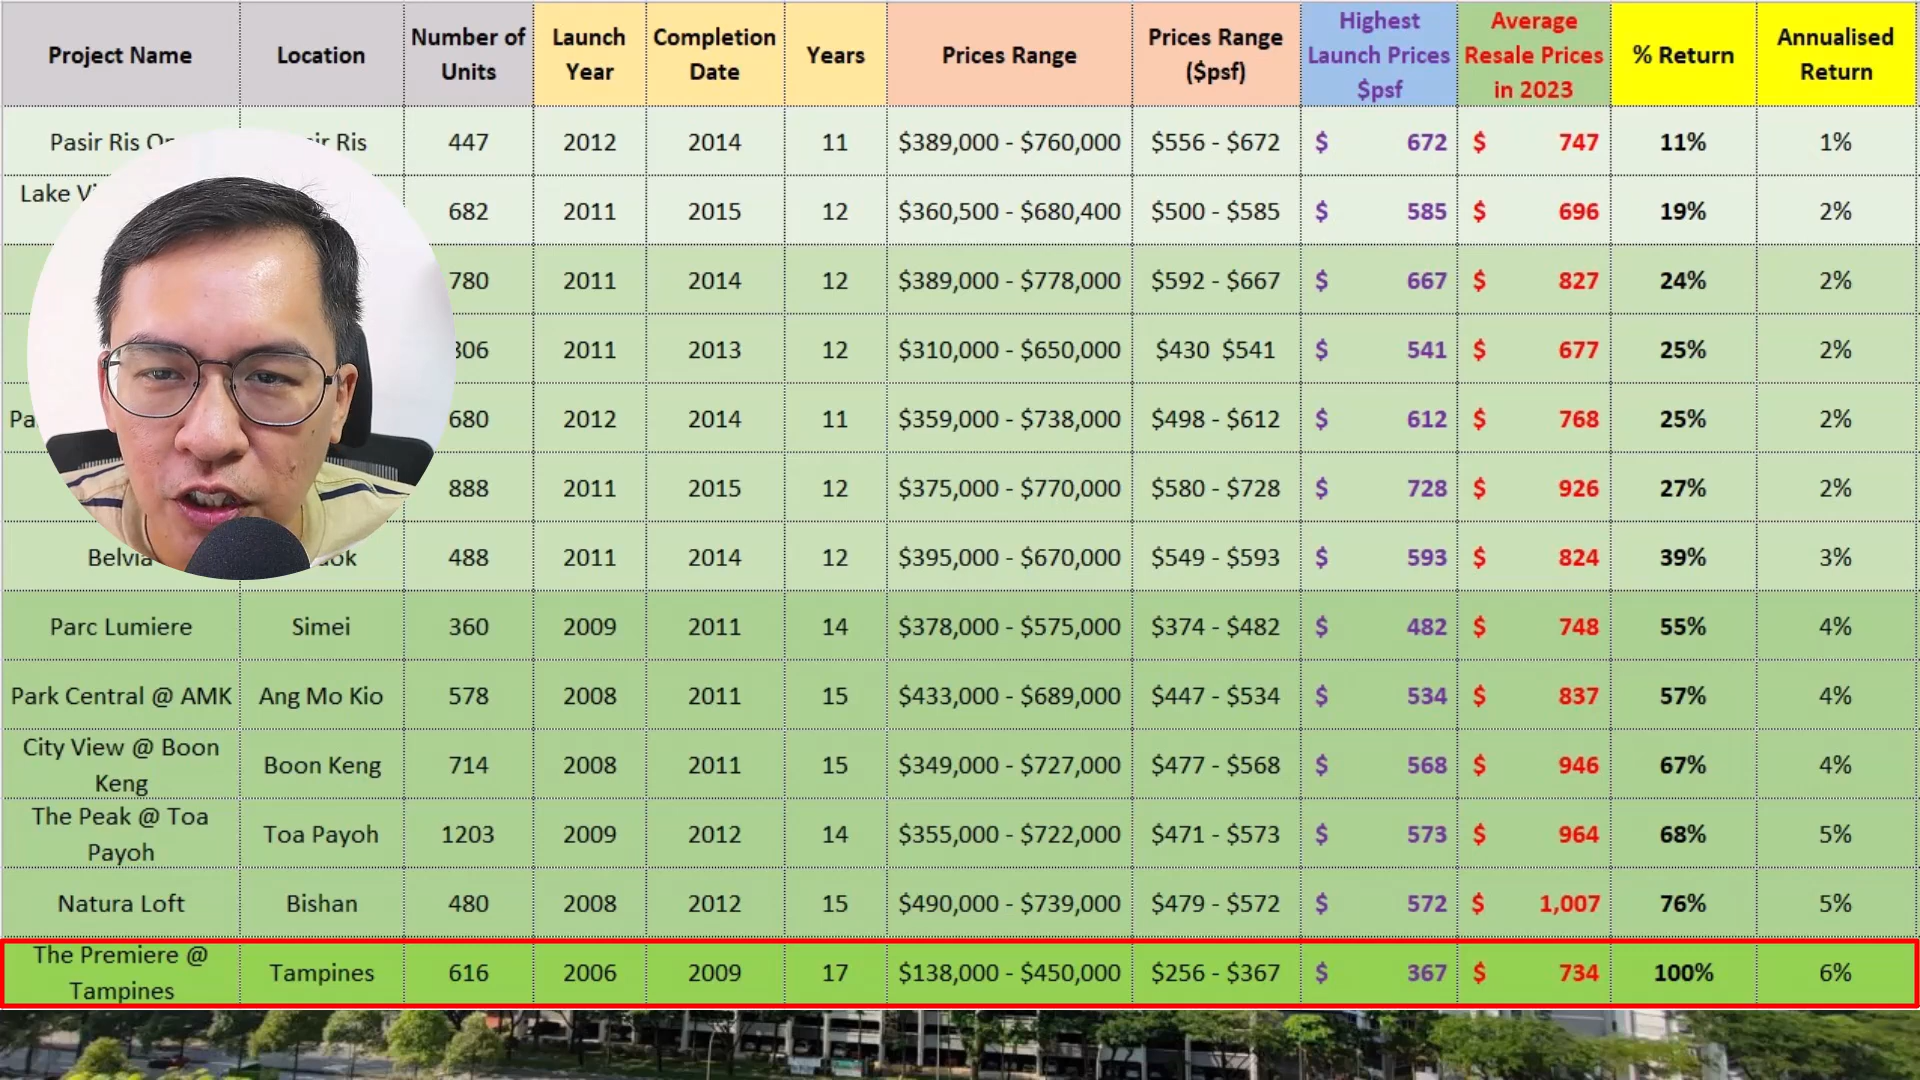 Project Name Location Number of Units Launch Year Completion Date Years Prices Range Prices Range ($psf) Highest Launch Prices $psf Average Resale Prices in 2023 % Return Annualised Return
Pasir Ris 447 2012 2014 11 $389,000 - $760,000 $556 - $672 $ 672 $ 747 11% 1%
Lake 682 2011 2015 12 $360,500 - $680,400 $500 - $585 $ 585 $ 696 19% 2%
780 2011 2014 12 $389,000 - $778,000 $592 - $667 $ 667 $ 827 24% 2%
2011 2013 12 $310,000 - $650,000 $430 $541 $ 541 $ 677 25% 2%
680 2012 2014 11 $359,000 - $738,000 $498 - $612 $ 612 $ 768 25% 2%
888 2011 2015 12 $375,000 - $770,000 $580 - $728 $ 728 $ 926 27% 2%
Belvia 488 2011 2014 12 $395,000 - $670,000 $549 - $593 $ 593 $ 824 39% 3%
Parc Lumiere Simei 360 2009 2011 14 $378,000 - $575,000 $374 - $482 $ 482 $ 748 55% 4%
Park Central @ AMK Ang Mo Kio 578 2008 2011 15 $433,000 - $689,000 $447 - $534 $ 534 $ 837 57% 4%
City View @ Boon Keng Boon Keng 714 2008 2011 15 $349,000 - $727,000 $477 - $568 $ 568 $ 946 67% 4%
The Peak @ Toa Payoh Toa Payoh 1203 2009 2012 14 $355,000 - $722,000 $471 - $573 $ 573 $ 964 68% 5%
Natura Loft Bishan 480 2008 2012 15 $490,000 - $739,000 $479 - $572 $ 572 $ 1,007 76% 5%
The Premiere @ Tampines Tampines 616 2006 2009 17 $138,000 - $450,000 $256 - $367 $ 367 $ 734 100% 6%